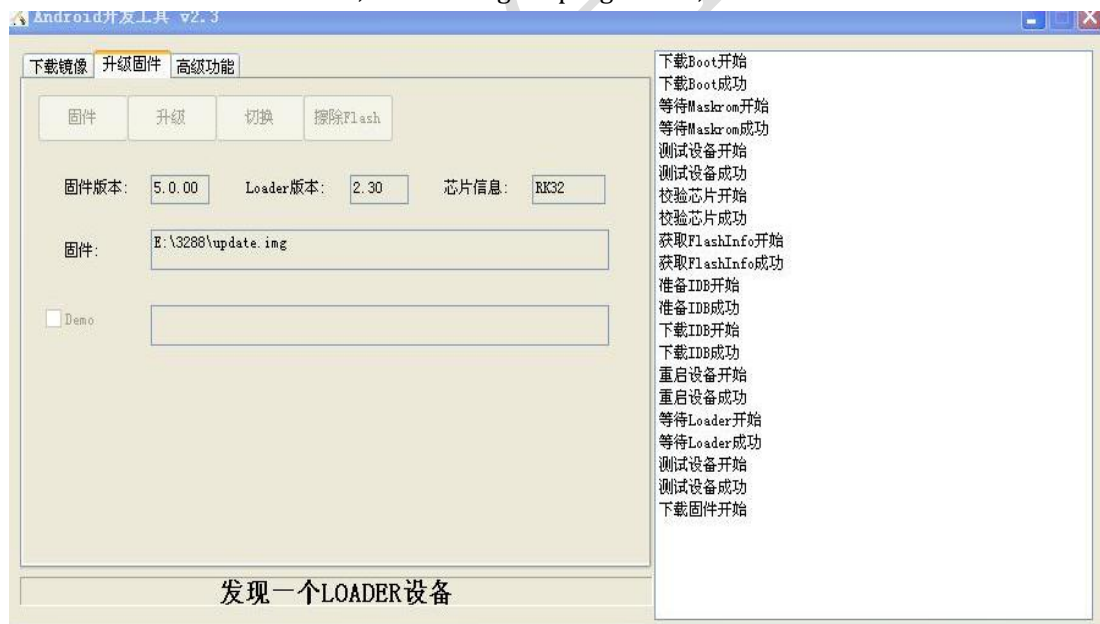 Android开发工具 v2.3
下载镜像 升级固件 高级功能
固件 升级 切换 擦除Flash
固件版本: 5.0.00 Loader版本: 2.30 芯片信息: RK32
固件: E:\3288\update.img
Demo
发现一个LOADER设备
下载Boot开始
下载Boot成功
等待Maskrom开始
等待Maskrom成功
测试设备开始
测试设备成功
校验芯片开始
校验芯片成功
获取FlashInfo开始
获取FlashInfo成功
准备IDB开始
准备IDB成功
下载IDB开始
下载IDB成功
重启设备开始
重启设备成功
等待Loader开始
等待Loader成功
测试设备开始
测试设备成功
下载固件开始